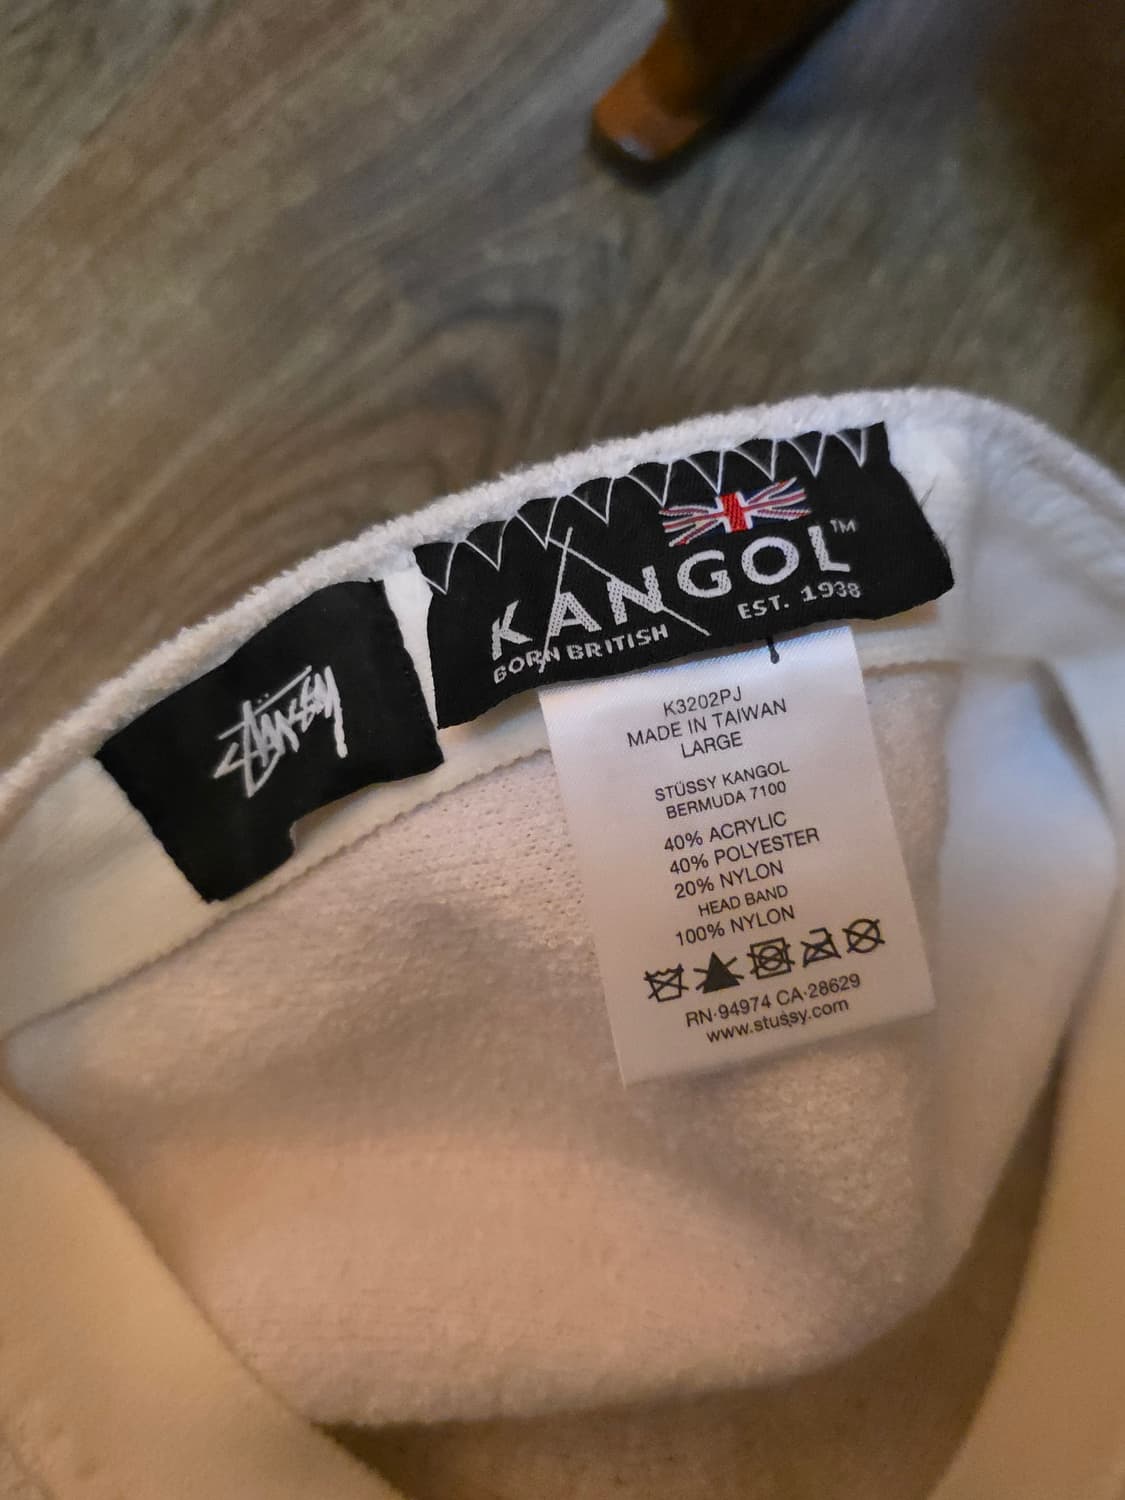 Stüssy
KANGOL™
BORN BRITISH EST. 1938
K3202PJ
MADE IN TAIWAN
LARGE
STÜSSY KANGOL
BERMUDA 7100
40% ACRYLIC
40% POLYESTER
20% NYLON
HEAD BAND
100% NYLON
RN·94974 CA·28629
www.stussy.com